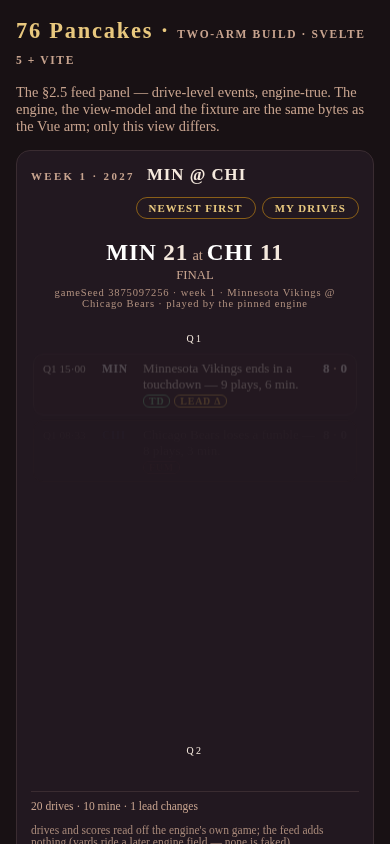 76 Pancakes · TWO-ARM BUILD · SVELTE
5 + VITE
The §2.5 feed panel — drive-level events, engine-true. The
engine, the view-model and the fixture are the same bytes as
the Vue arm; only this view differs.
WEEK 1 · 2027 MIN @ CHI
NEWEST FIRST MY DRIVES
MIN 21 at CHI 11
FINAL
gameSeed 3875097256 · week 1 · Minnesota Vikings @
Chicago Bears · played by the pinned engine
Q1
Q1 15:00 MIN Minnesota Vikings ends in a 8 · 0
touchdown — 9 plays, 6 min.
TD LEAD Δ
Q2
20 drives · 10 mine · 1 lead changes
drives and scores read off the engine's own game; the feed adds
nothing (yards ride a later engine field — none is faked)